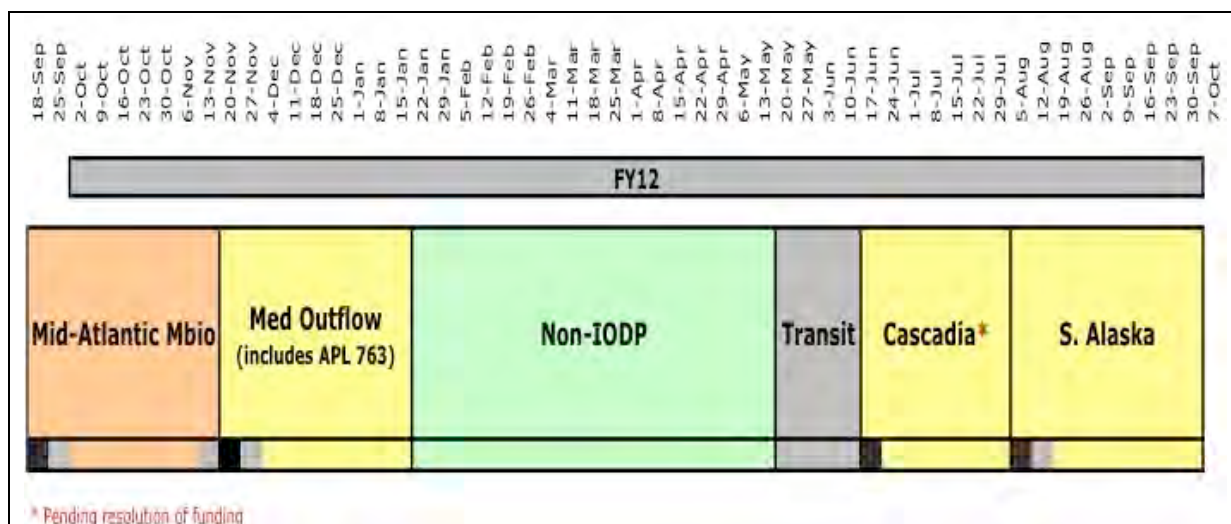 18-Sep
25-Sep
2-Oct
9-Oct
16-Oct
23-Oct
30-Oct
6-Nov
13-Nov
20-Nov
27-Nov
4-Dec
11-Dec
18-Dec
25-Dec
1-Jan
8-Jan
15-Jan
22-Jan
29-Jan
5-Feb
12-Feb
19-Feb
26-Feb
4-Mar
11-Mar
18-Mar
25-Mar
1-Apr
8-Apr
15-Apr
22-Apr
29-Apr
6-May
13-May
20-May
27-May
3-Jun
10-Jun
17-Jun
24-Jun
1-Jul
8-Jul
15-Jul
22-Jul
29-Jul
5-Aug
12-Aug
19-Aug
26-Aug
2-Sep
9-Sep
16-Sep
23-Sep
30-Sep
7-Oct
FY12
Mid-Atlantic Mbio
Med Outflow
(includes APL 763)
Non-IODP
Transit
Cascadia*
S. Alaska
* Pending resolution of funding